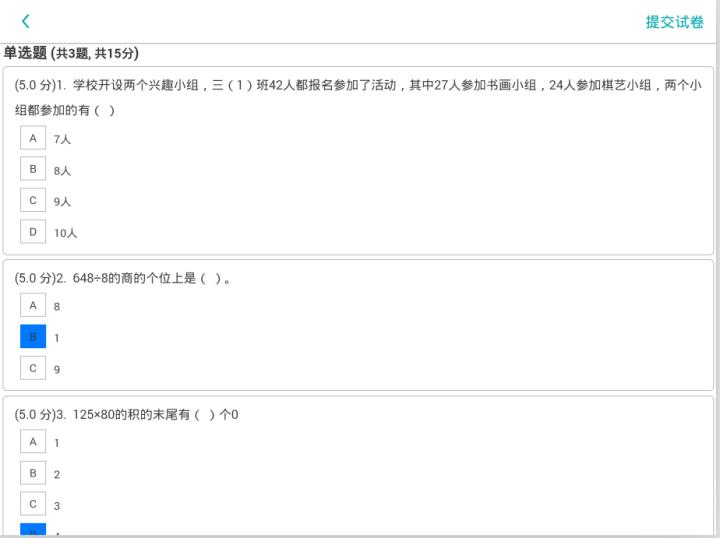 提交试卷
单选题 (共3题, 共15分)
(5.0 分)1. 学校开设两个兴趣小组，三（1）班42人都报名参加了活动，其中27人参加书画小组，24人参加棋艺小组，两个小
组都参加的有（ ）
A 7人
B 8人
C 9人
D 10人
(5.0 分)2. 648÷8的商的个位上是（ ）。
A 8
B 1
C 9
(5.0 分)3. 125×80的积的末尾有（ ）个0
A 1
B 2
C 3